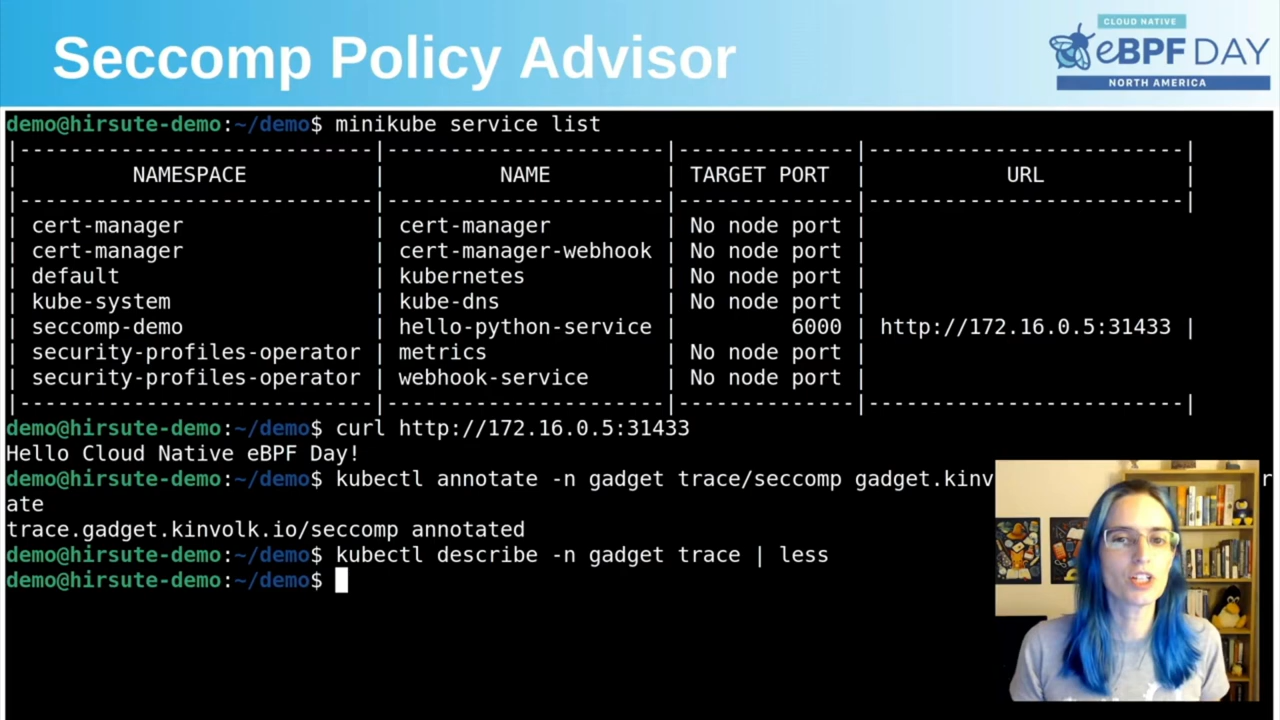 Seccomp Policy Advisor
CLOUD NATIVE
eBPF DAY
NORTH AMERICA
demo@hirsute-demo:~/demo$ minikube service list
|----------------------------|----------------------|--------------|-------------------------|
| NAMESPACE | NAME | TARGET PORT | URL |
|----------------------------|----------------------|--------------|-------------------------|
| cert-manager | cert-manager | No node port |
| cert-manager | cert-manager-webhook | No node port |
| default | kubernetes | No node port |
| kube-system | kube-dns | No node port |
| seccomp-demo | hello-python-service | 6000 | http://172.16.0.5:31433 |
| security-profiles-operator | metrics | No node port |
| security-profiles-operator | webhook-service | No node port |
|----------------------------|----------------------|--------------|-------------------------|
demo@hirsute-demo:~/demo$ curl http://172.16.0.5:31433
Hello Cloud Native eBPF Day!
demo@hirsute-demo:~/demo$ kubectl annotate -n gadget trace/seccomp gadget.kinv r
ate
trace.gadget.kinvolk.io/seccomp annotated
demo@hirsute-demo:~/demo$ kubectl describe -n gadget trace | less
demo@hirsute-demo:~/demo$